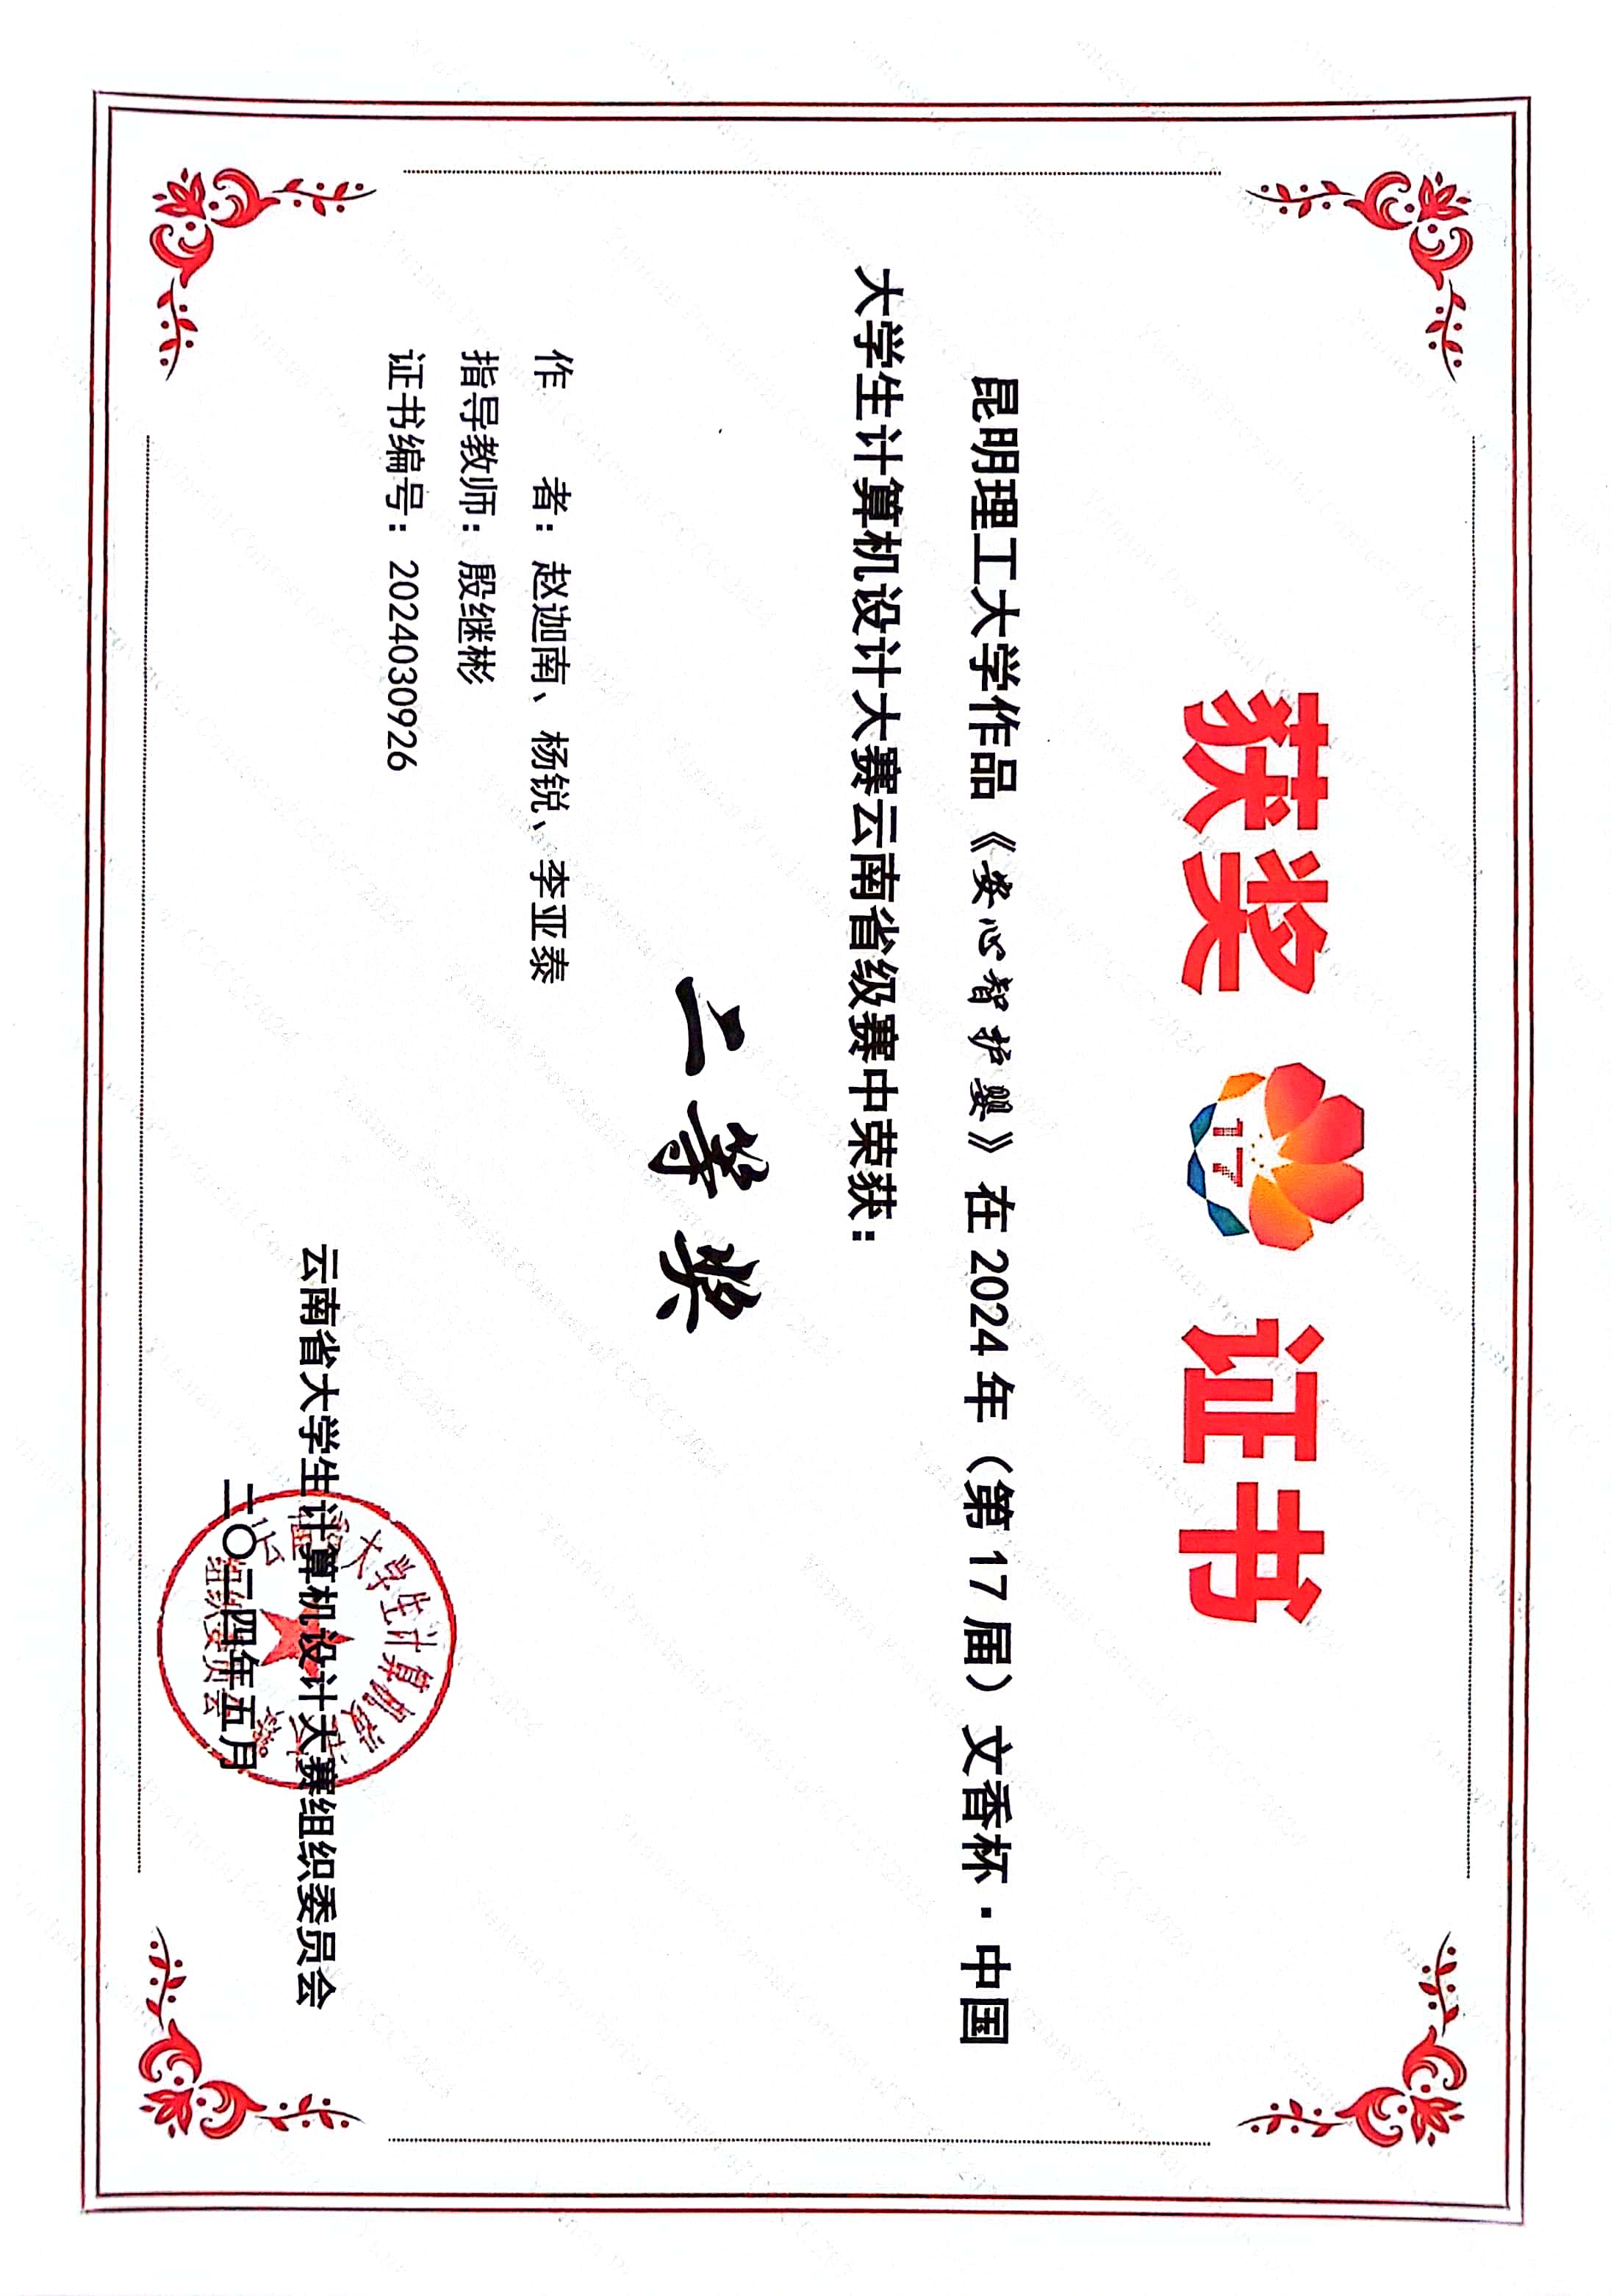 获奖 证书
17
昆明理工大学作品《安心智护婴》在 2024 年（第 17 届）文香杯·中国
大学生计算机设计大赛云南省级赛中荣获：
二等奖
作　　者：赵迦南、杨锐、李亚泰
指导教师：殷继彬
证书编号：2024030926
云南省大学生计算机设计大赛组织委员会
二〇二四年五月
云南省大学生计算机设计大赛
组织委员会
Yunnan Provincial Contest of CCCC 2024